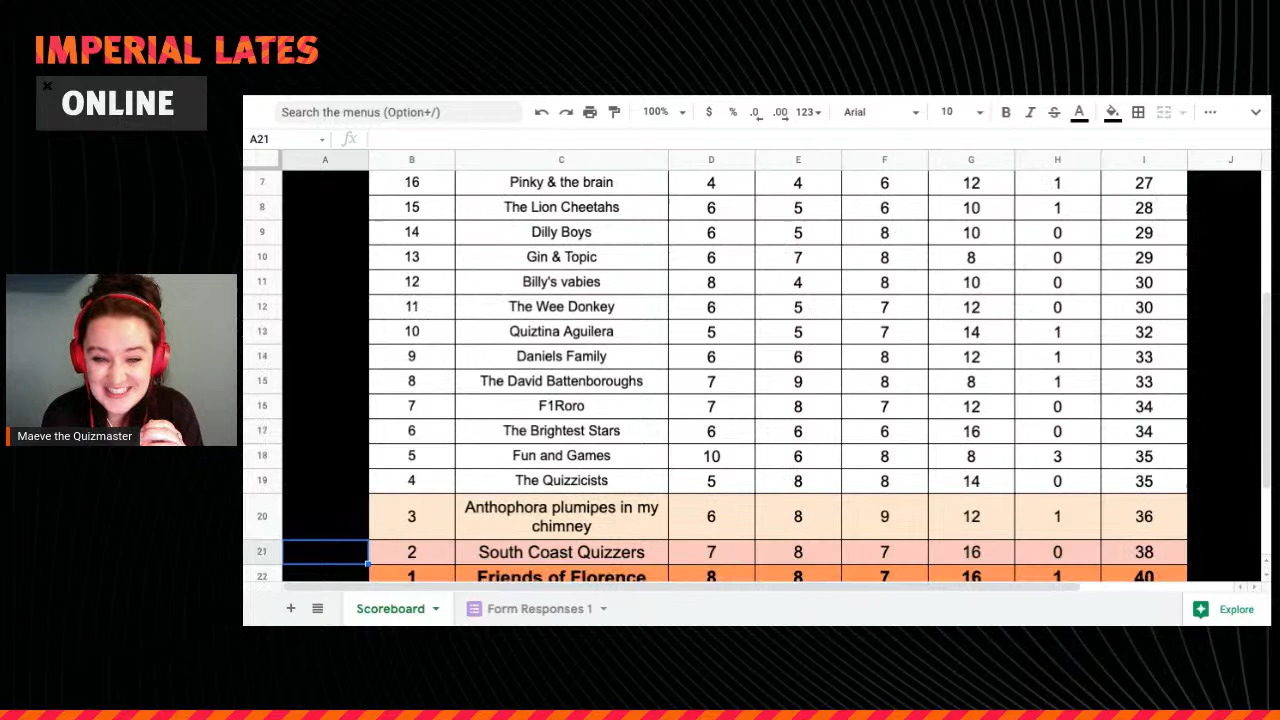 IMPERIAL LATES
ONLINE
Search the menus (Option+/)
100%
$ % .0 .00 123
Arial
10
B I S A
A21
fx
A B C D E F G H I J
7 16 Pinky & the brain 4 4 6 12 1 27
8 15 The Lion Cheetahs 6 5 6 10 1 28
9 14 Dilly Boys 6 5 8 10 0 29
10 13 Gin & Topic 6 7 8 8 0 29
11 12 Billy's vabies 8 4 8 10 0 30
12 11 The Wee Donkey 6 5 7 12 0 30
13 10 Quiztina Aguilera 5 5 7 14 1 32
14 9 Daniels Family 6 6 8 12 1 33
15 8 The David Battenboroughs 7 9 8 8 1 33
16 7 F1Roro 7 8 7 12 0 34
17 6 The Brightest Stars 6 6 6 16 0 34
18 5 Fun and Games 10 6 8 8 3 35
19 4 The Quizzicists 5 8 8 14 0 35
20 3 Anthophora plumipes in my
chimney 6 8 9 12 1 36
21 2 South Coast Quizzers 7 8 7 16 0 38
22 1 Friends of Florence 8 8 7 16 1 40
Scoreboard
Form Responses 1
Explore
Maeve the Quizmaster